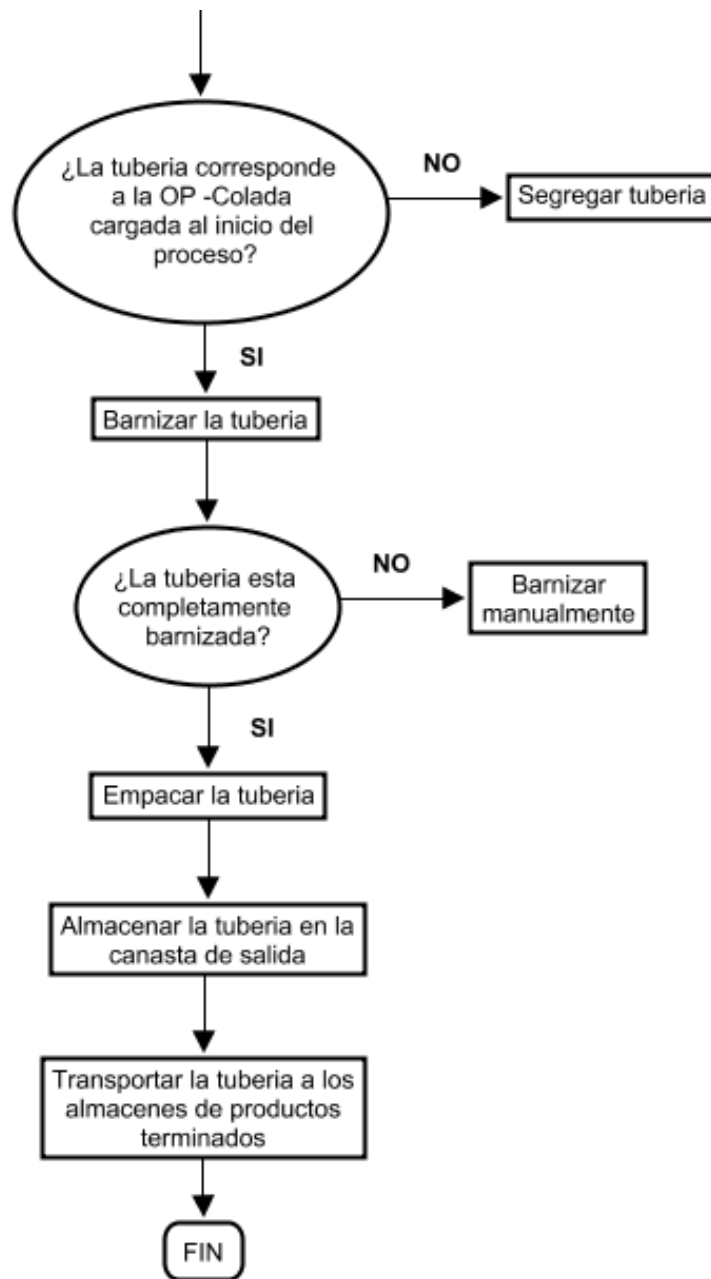 ¿La tuberia corresponde
a la OP -Colada
cargada al inicio del
proceso?
NO
Segregar tuberia
SI
Barnizar la tuberia
¿La tuberia esta
completamente
barnizada?
NO
Barnizar
manualmente
SI
Empacar la tuberia
Almacenar la tuberia en la
canasta de salida
Transportar la tuberia a los
almacenes de productos
terminados
FIN